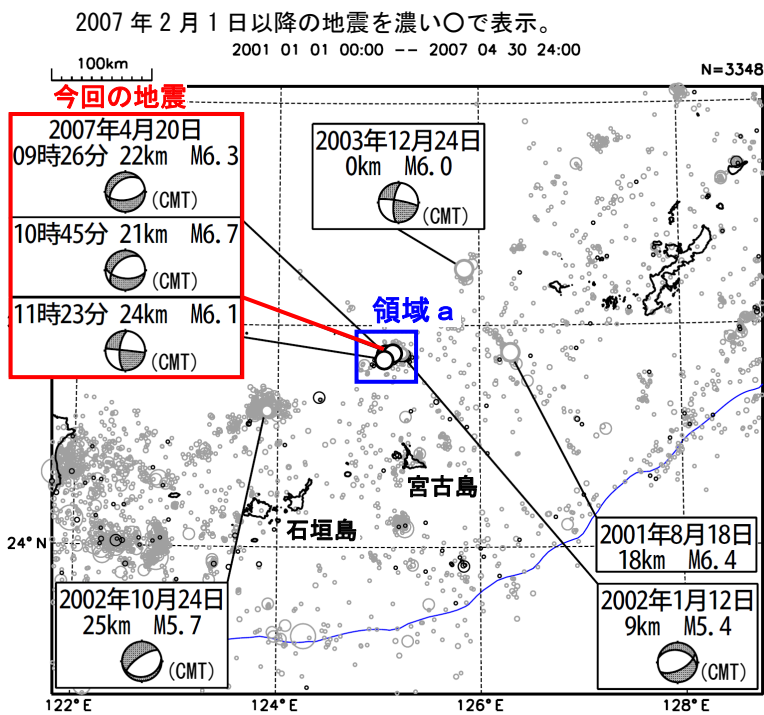 2007年2月1日以降の地震を濃い○で表示。
2001 01 01 00:00 -- 2007 04 30 24:00
100km
N=3348
今回の地震
2007年4月20日
09時26分 22km M6.3
(CMT)
10時45分 21km M6.7
(CMT)
11時23分 24km M6.1
(CMT)
2003年12月24日
0km M6.0
(CMT)
領域a
宮古島
石垣島
24°N
2001年8月18日
18km M6.4
2002年10月24日
25km M5.7
(CMT)
2002年1月12日
9km M5.4
(CMT)
122°E
124°E
126°E
128°E